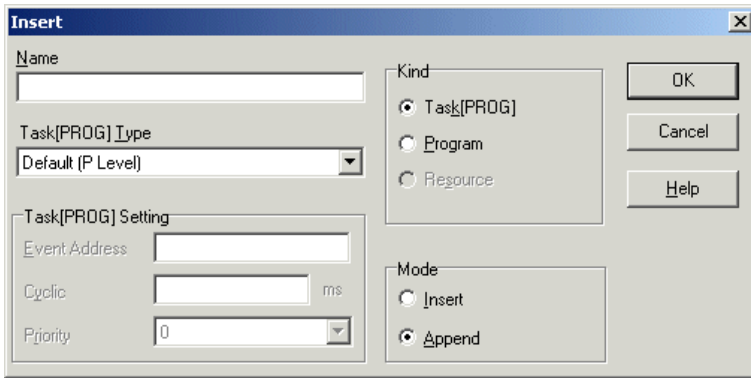 Insert
Name
Task[PROG] Type
Default (P Level)
Task[PROG] Setting
Event Address
Cyclic ms
Priority 0
Kind
Task[PROG]
Program
Resource
Mode
Insert
Append
OK
Cancel
Help